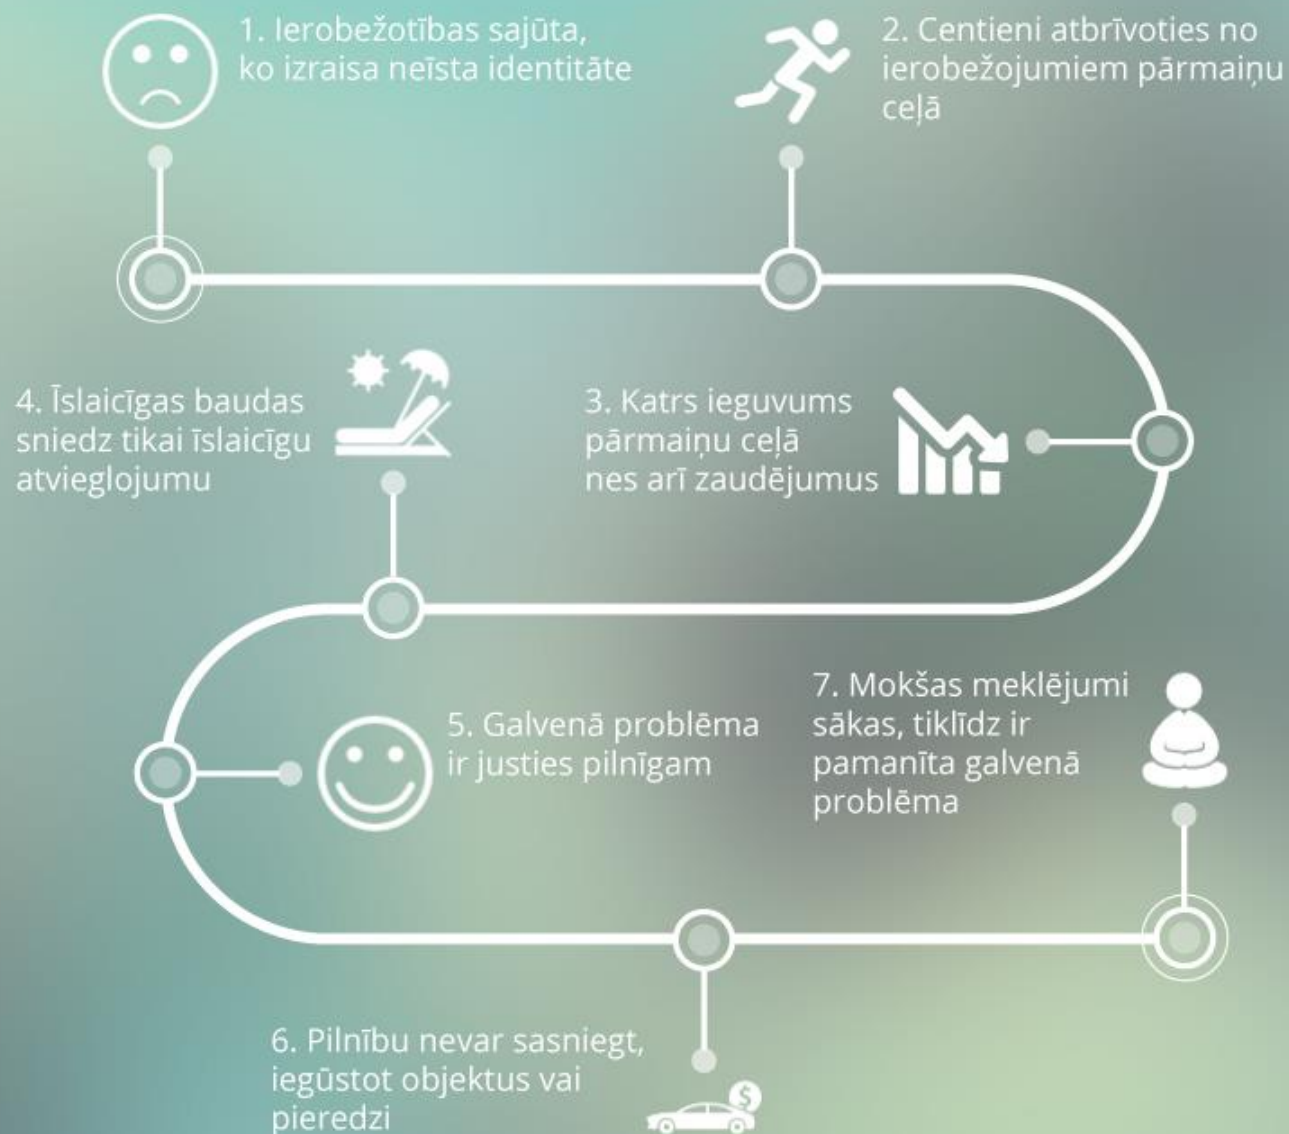 1. Ierobežotības sajūta,
ko izraisa neīsta identitāte
2. Centieni atbrīvoties no
ierobežojumiem pārmaiņu
ceļā
3. Katrs ieguvums
pārmaiņu ceļā
nes arī zaudējumus
4. Īslaicīgas baudas
sniedz tikai īslaicīgu
atvieglojumu
5. Galvenā problēma
ir justies pilnīgam
6. Pilnību nevar sasniegt,
iegūstot objektus vai
pieredzi
$
7. Mokšas meklējumi
sākas, tiklīdz ir
pamanīta galvenā
problēma